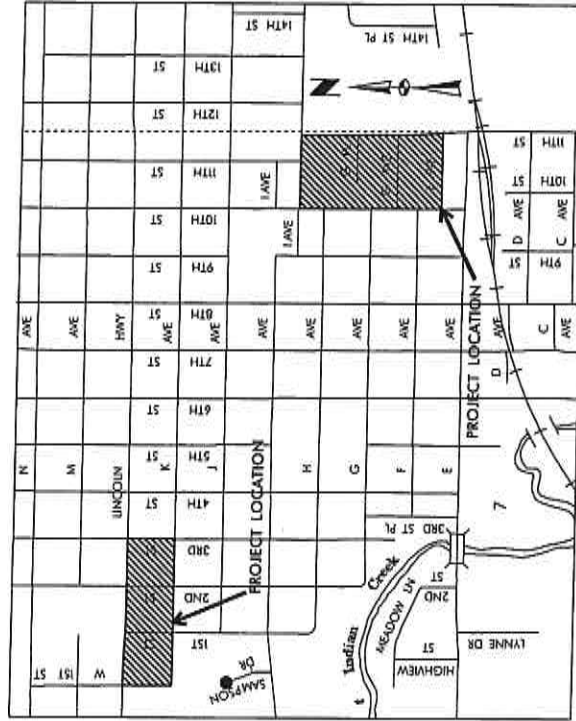 14TH ST
14TH ST PL
13TH ST
12TH ST
11TH ST
10TH ST
9TH ST
8TH ST
7TH ST
6TH ST
5TH ST
4TH ST
3RD
2ND
1ST
W 1ST ST
N AVE
M AVE
LINCOLN HWY
K AVE
J AVE
I AVE
I AVE
H AVE
G AVE
F AVE
E AVE
D
C AVE
C
D AVE
C AVE
9TH ST
10TH ST
11TH ST
N
PROJECT LOCATION
PROJECT LOCATION
SAMPSON DR
Indian Creek
MEADOW LN
3RD ST PL
2ND ST
HIGHVIEW ST
LYNNE DR
7